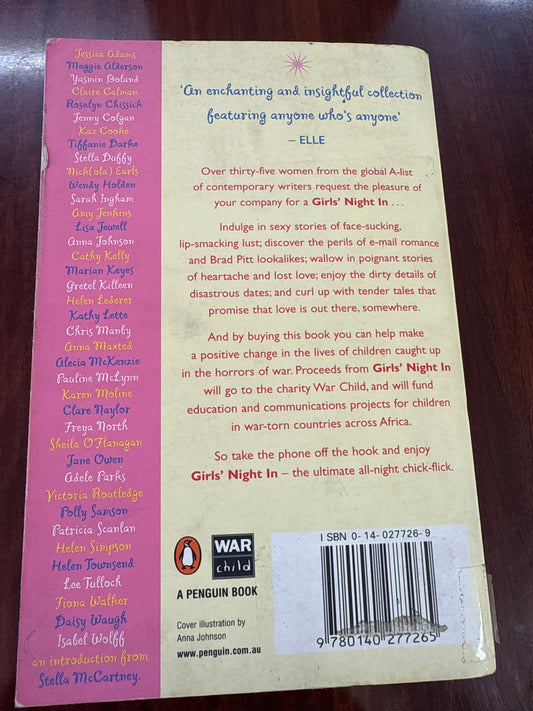 Jessica Adams
Maggie Alderson
Yasmin Boland
Claire Calman
Rosalyn Chissick
Jenny Colgan
Kaz Cooke
Tiffanie Darke
Stella Duffy
Nick(ola) Earls
Wendy Holden
Sarah Ingham
Amy Jenkins
Lisa Jewell
Anna Johnson
Cathy Kelly
Marian Keyes
Gretel Killeen
Helen Lederer
Kathy Lette
Chris Manby
Anna Maxted
Alecia McKenzie
Pauline McLynn
Karen Moline
Clare Naylor
Freya North
Sheila O'Flanagan
Jane Owen
Adele Parks
Victoria Routledge
Polly Samson
Patricia Scanlan
Helen Simpson
Helen Townsend
Lee Tulloch
Fiona Walker
Daisy Waugh
Isabel Wolff
an introduction from
Stella McCartney.
'An enchanting and insightful collection
featuring anyone who's anyone'
– ELLE
Over thirty-five women from the global A-list
of contemporary writers request the pleasure of
your company for a Girls' Night In . . .
Indulge in sexy stories of face-sucking,
lip-smacking lust; discover the perils of e-mail romance
and Brad Pitt lookalikes; wallow in poignant stories
of heartache and lost love; enjoy the dirty details of
disastrous dates; and curl up with tender tales that
promise that love is out there, somewhere.
And by buying this book you can help make
a positive change in the lives of children caught up
in the horrors of war. Proceeds from Girls' Night In
will go to the charity War Child, and will fund
education and communications projects for children
in war-torn countries across Africa.
So take the phone off the hook and enjoy
Girls' Night In – the ultimate all-night chick-flick.
WAR
child
A PENGUIN BOOK
Cover illustration by
Anna Johnson
www.penguin.com.au
ISBN 0-14-027726-9
9 780140 277265